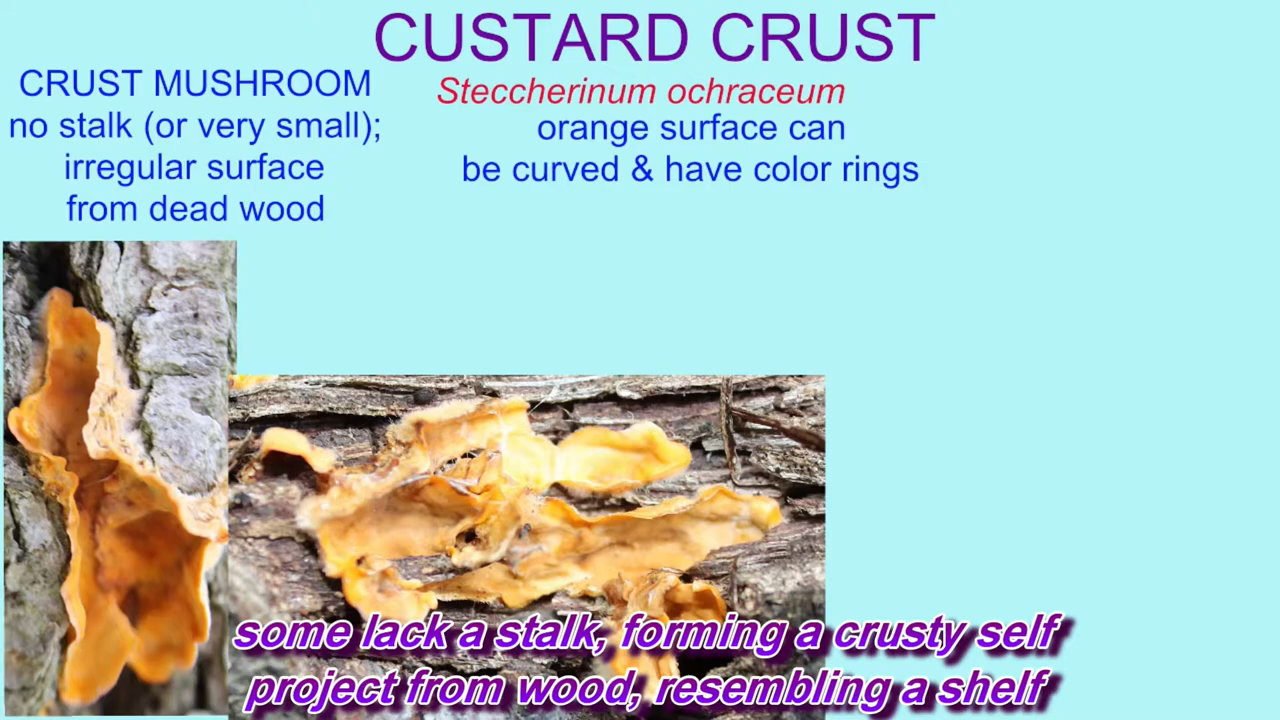 CUSTARD CRUST
CRUST MUSHROOM
no stalk (or very small);
irregular surface
from dead wood
Steccherinum ochraceum
orange surface can
be curved & have color rings
some lack a stalk, forming a crusty self
project from wood, resembling a shelf